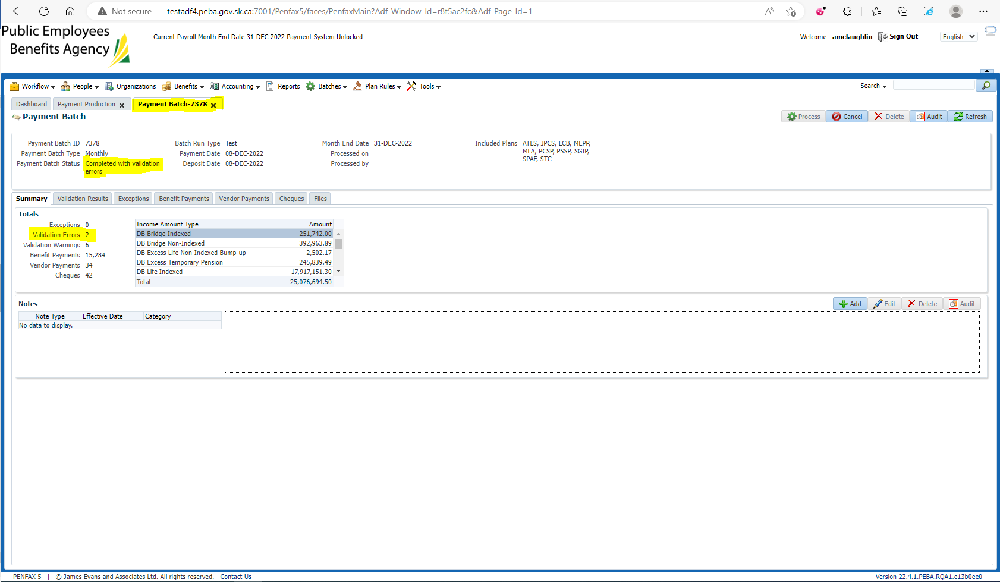 Not secure | testadf4.peba.gov.sk.ca:7001/Penfax5/faces/PenfaxMain?Adf-Window-Id=r8t5ac2fc&Adf-Page-Id=1
Public Employees
Benefits Agency
Current Payroll Month End Date 31-DEC-2022 Payment System Unlocked
Welcome amclaughlin Sign Out English
Workflow People Organizations Benefits Accounting Reports Batches Plan Rules Tools Search
Dashboard Payment Production Payment Batch-7378
Payment Batch
Process Cancel Delete Audit Refresh
Payment Batch ID 7378 Batch Run Type Test Month End Date 31-DEC-2022 Included Plans ATLS, JPCS, LCB, MEPP,
Payment Batch Type Monthly Payment Date 08-DEC-2022 Processed on MLA, PCSP, PSSP, SGIP,
Payment Batch Status Completed with validation Deposit Date 08-DEC-2022 Processed by SPAF, STC
errors
Summary Validation Results Exceptions Benefit Payments Vendor Payments Cheques Files
Totals
Exceptions 0
Validation Errors 2
Validation Warnings 6
Benefit Payments 15,284
Vendor Payments 34
Cheques 42
Income Amount Type Amount
DB Bridge Indexed 251,742.00
DB Bridge Non-Indexed 392,963.89
DB Excess Life Non-Indexed Bump-up 2,502.17
DB Excess Temporary Pension 245,839.49
DB Life Indexed 17,917,151.30
Total 25,076,694.50
Notes
Add Edit Delete Audit
Note Type Effective Date Category
No data to display.
PENFAX 5 | © James Evans and Associates Ltd. All rights reserved. Contact Us
Version 22.4.1.PEBA.RQA1.e13b0ee0